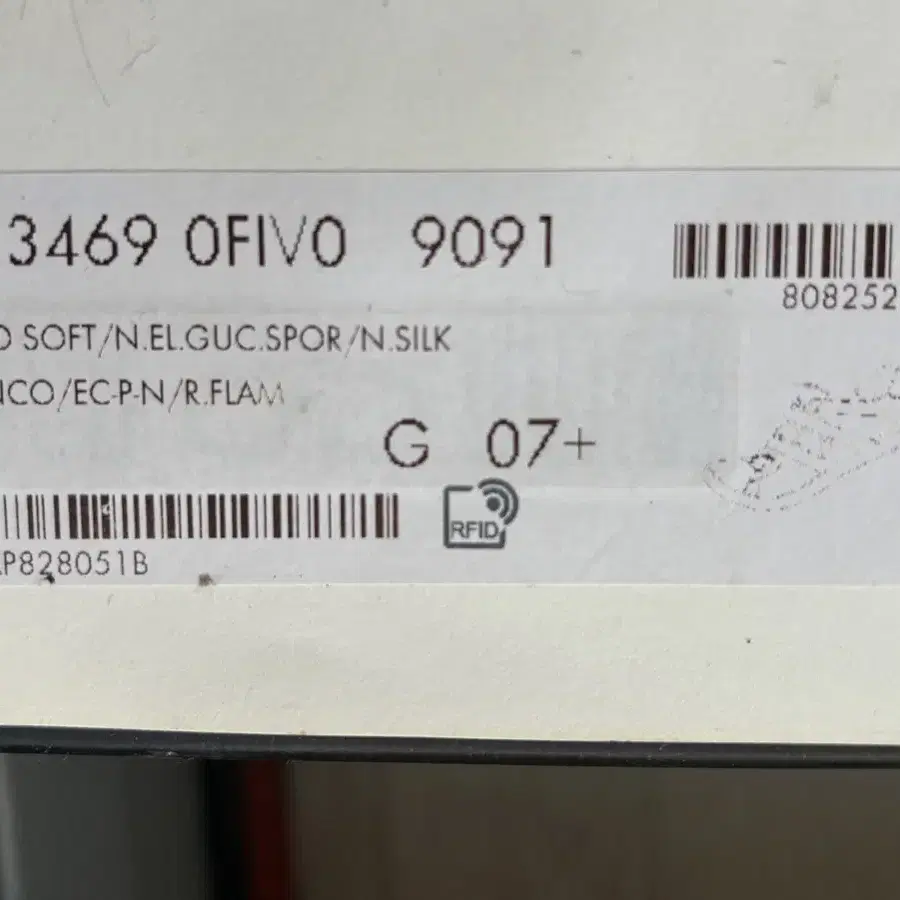 3469 0FIV0 9091
808252
O SOFT/N.EL.GUC.SPOR/N.SILK
NCO/EC-P-N/R.FLAM
G 07+
RFID
P828051B